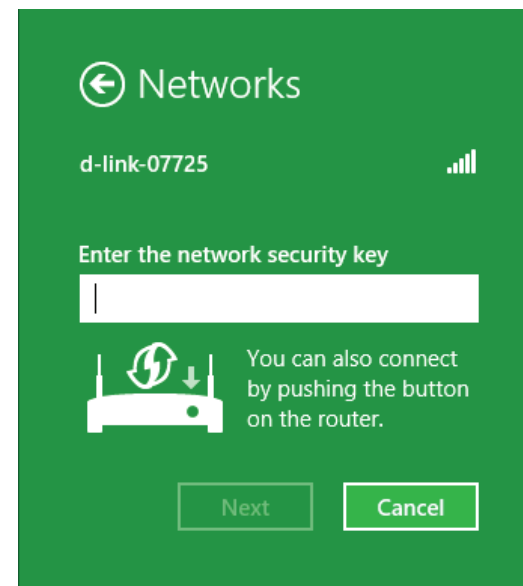 Networks
d-link-07725
Enter the network security key
You can also connect
by pushing the button
on the router.
Next
Cancel